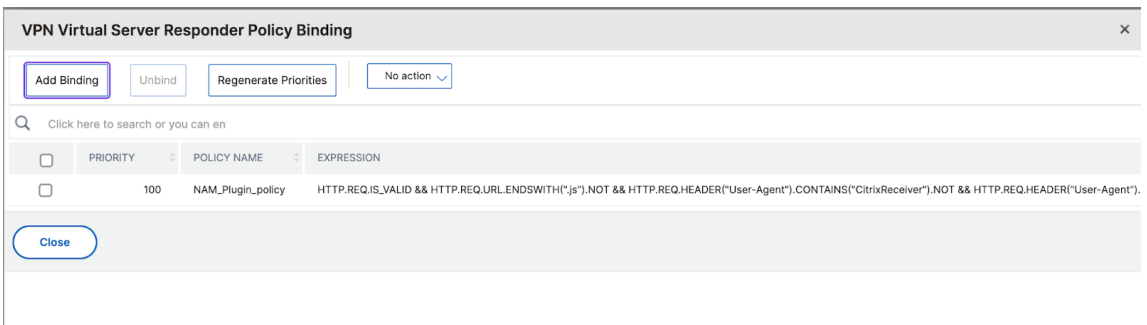 VPN Virtual Server Responder Policy Binding
Add Binding Unbind Regenerate Priorities No action
Click here to search or you can en
PRIORITY POLICY NAME EXPRESSION
100 NAM_Plugin_policy HTTP.REQ.IS_VALID && HTTP.REQ.URL.ENDSWITH(".js").NOT && HTTP.REQ.HEADER("User-Agent").CONTAINS("CitrixReceiver").NOT && HTTP.REQ.HEADER("User-Agent").
Close